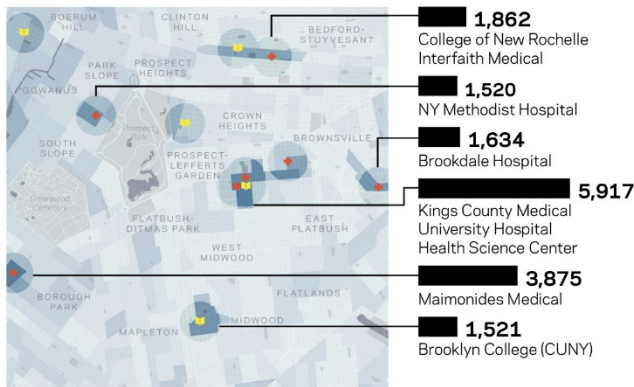 BOERUM
HILL
CLINTON
HILL
BEDFORD-
STUYVESANT
GOWANUS
PARK
SLOPE
PROSPECT
HEIGHTS
Prospect
Park
CROWN
HEIGHTS
BROWNSVILLE
SOUTH
SLOPE
PROSPECT-
LEFFERTS
GARDEN
Greenwood
Cemetery
FLATBUSH-
DITMAS PARK
EAST
FLATBUSH
WEST
MIDWOOD
BOROUGH
PARK
FLATLANDS
MAPLETON
MIDWOOD
1,862
College of New Rochelle
Interfaith Medical
1,520
NY Methodist Hospital
1,634
Brookdale Hospital
5,917
Kings County Medical
University Hospital
Health Science Center
3,875
Maimonides Medical
1,521
Brooklyn College (CUNY)